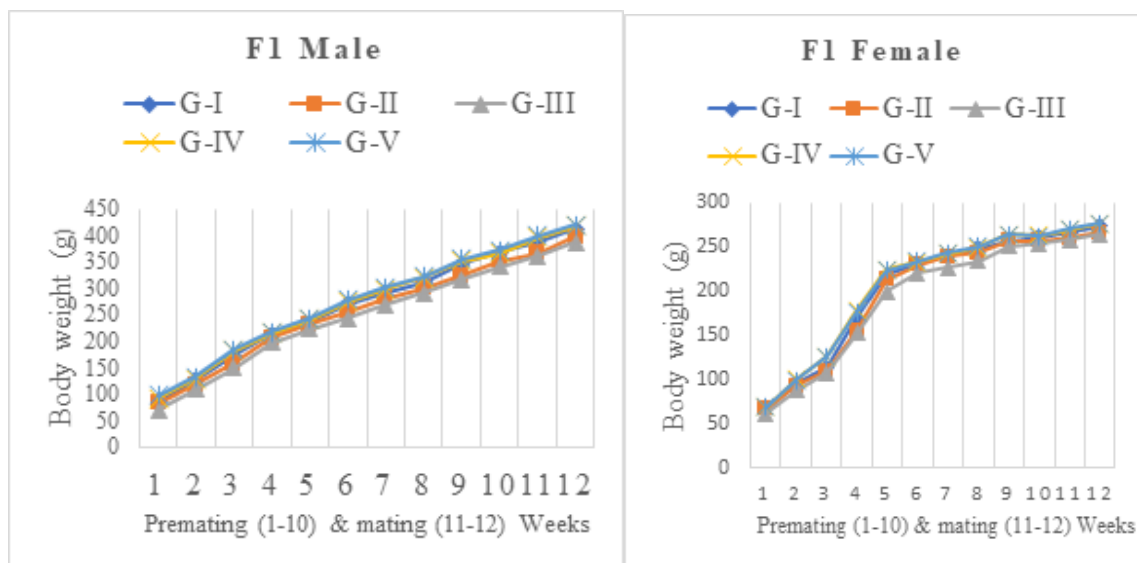 F1 Male
G-I G-II G-III
G-IV G-V
Body weight (g)
450
400
350
300
250
200
150
100
50
0
1 2 3 4 5 6 7 8 9 10 11 12
Premating (1-10) & mating (11-12) Weeks
F1 Female
G-I G-II G-III
G-IV G-V
Body weight (g)
300
250
200
150
100
50
0
1 2 3 4 5 6 7 8 9 10 11 12
Premating (1-10) & mating (11-12) Weeks